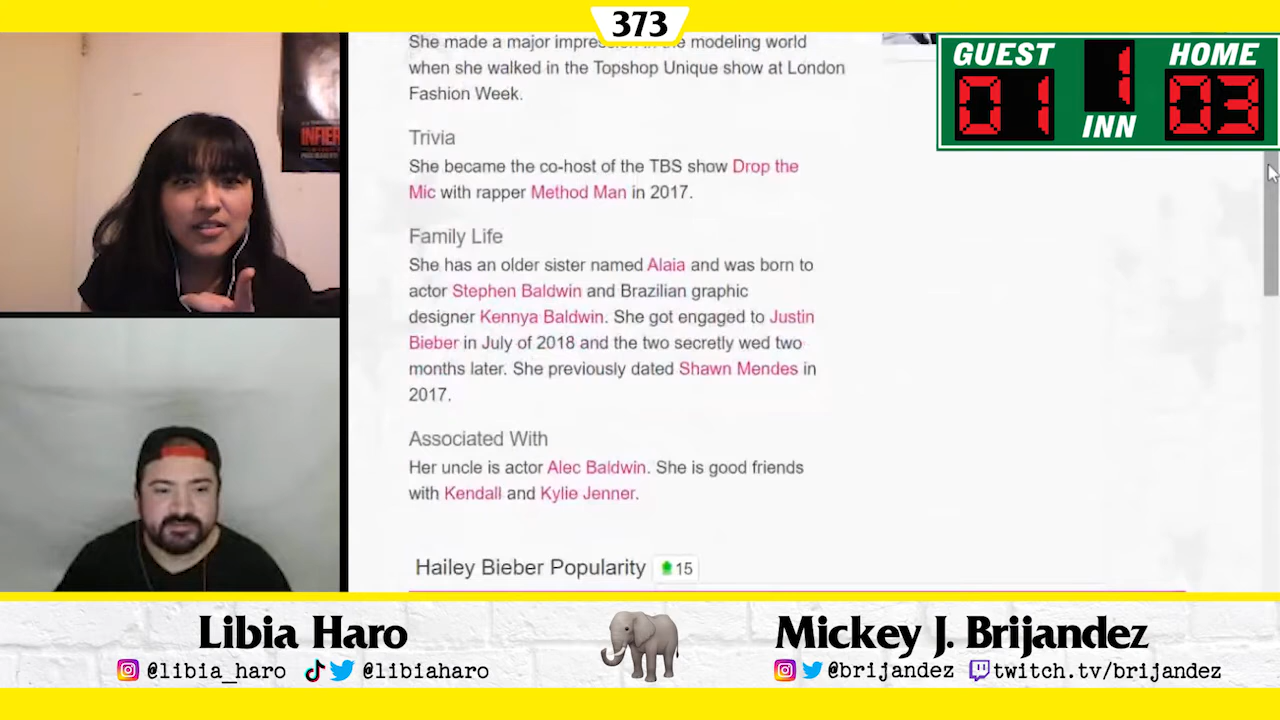 373
GUEST 1 HOME
01 INN 03
INFIER
She made a major impression in the modeling world
when she walked in the Topshop Unique show at London
Fashion Week.
Trivia
She became the co-host of the TBS show Drop the
Mic with rapper Method Man in 2017.
Family Life
She has an older sister named Alaia and was born to
actor Stephen Baldwin and Brazilian graphic
designer Kennya Baldwin. She got engaged to Justin
Bieber in July of 2018 and the two secretly wed two
months later. She previously dated Shawn Mendes in
2017.
Associated With
Her uncle is actor Alec Baldwin. She is good friends
with Kendall and Kylie Jenner.
Hailey Bieber Popularity 15
Libia Haro
@libia_haro @libiaharo
Mickey J. Brijandez
@brijandez twitch.tv/brijandez